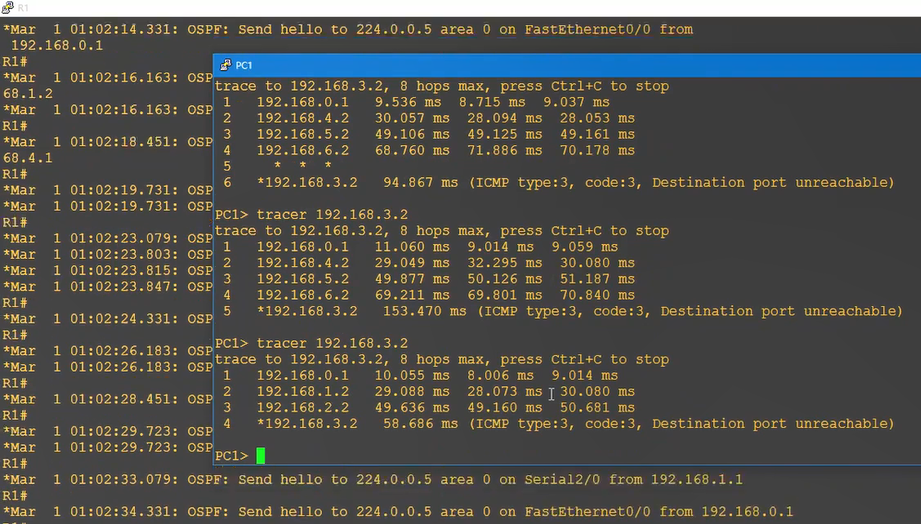 R1
*Mar  1 01:02:14.331: OSPF: Send hello to 224.0.0.5 area 0 on FastEthernet0/0 from
 192.168.0.1
R1#
*Mar  1 01:02:16.163: OSP
68.1.2
*Mar  1 01:02:16.163: OSP
R1#
*Mar  1 01:02:18.451: OSP
68.4.1
R1#
*Mar  1 01:02:19.731: OSP
*Mar  1 01:02:19.731: OSP
R1#
*Mar  1 01:02:23.079: OSP
*Mar  1 01:02:23.803: OSP
*Mar  1 01:02:23.815: OSP
*Mar  1 01:02:23.847: OSP
R1#
*Mar  1 01:02:24.331: OSP
R1#
*Mar  1 01:02:26.183: OSP
*Mar  1 01:02:26.183: OSP
R1#
*Mar  1 01:02:28.451: OSP
R1#
*Mar  1 01:02:29.723: OSP
*Mar  1 01:02:29.723: OSP
R1#
*Mar  1 01:02:33.079: OSPF: Send hello to 224.0.0.5 area 0 on Serial2/0 from 192.168.1.1
R1#
*Mar  1 01:02:34.331: OSPF: Send hello to 224.0.0.5 area 0 on FastEthernet0/0 from 192.168.0.1
PC1
trace to 192.168.3.2, 8 hops max, press Ctrl+C to stop
 1   192.168.0.1   9.536 ms  8.715 ms  9.037 ms
 2   192.168.4.2   30.057 ms  28.094 ms  28.053 ms
 3   192.168.5.2   49.106 ms  49.125 ms  49.161 ms
 4   192.168.6.2   68.760 ms  71.886 ms  70.178 ms
 5     *  *  *
 6   *192.168.3.2   94.867 ms (ICMP type:3, code:3, Destination port unreachable)
PC1> tracer 192.168.3.2
trace to 192.168.3.2, 8 hops max, press Ctrl+C to stop
 1   192.168.0.1   11.060 ms  9.014 ms  9.059 ms
 2   192.168.4.2   29.049 ms  32.295 ms  30.080 ms
 3   192.168.5.2   49.877 ms  50.126 ms  51.187 ms
 4   192.168.6.2   69.211 ms  69.801 ms  70.840 ms
 5   *192.168.3.2   153.470 ms (ICMP type:3, code:3, Destination port unreachable)
PC1> tracer 192.168.3.2
trace to 192.168.3.2, 8 hops max, press Ctrl+C to stop
 1   192.168.0.1   10.055 ms  8.006 ms  9.014 ms
 2   192.168.1.2   29.088 ms  28.073 ms  30.080 ms
 3   192.168.2.2   49.636 ms  49.160 ms  50.681 ms
 4   *192.168.3.2   58.686 ms (ICMP type:3, code:3, Destination port unreachable)
PC1>